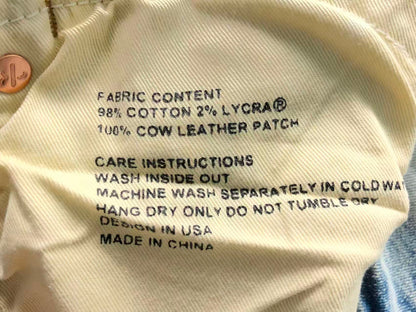 FABRIC CONTENT
98% COTTON 2% LYCRA®
100% COW LEATHER PATCH
CARE INSTRUCTIONS
WASH INSIDE OUT
MACHINE WASH SEPARATELY IN COLD WA
HANG DRY ONLY DO NOT TUMBLE DRY
DESIGN IN USA
MADE IN CHINA